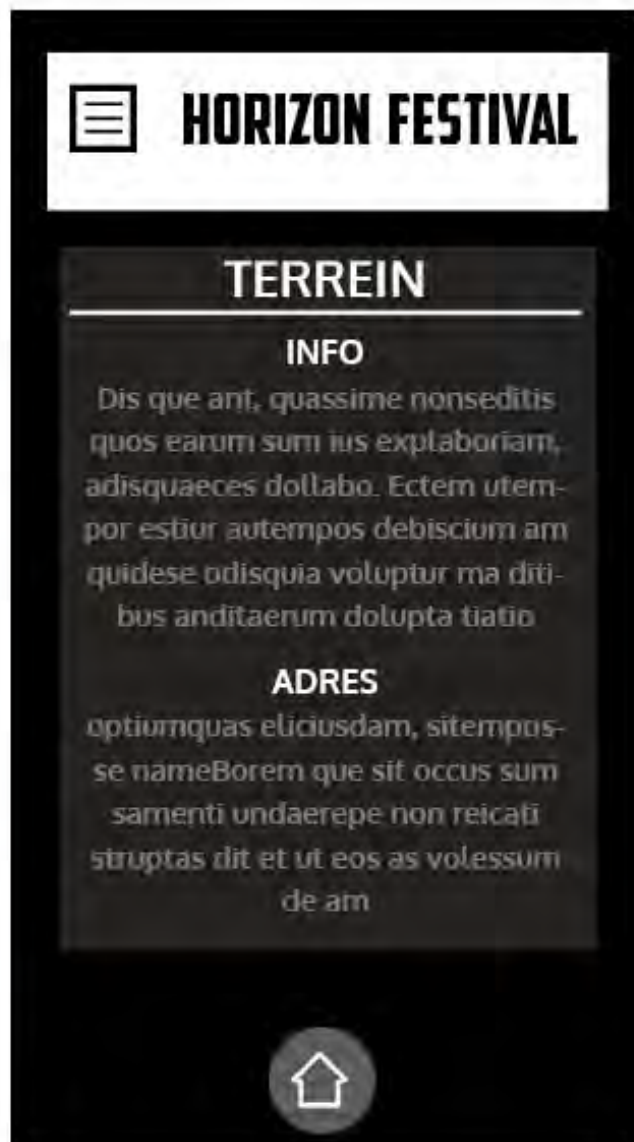 HORIZON FESTIVAL
TERREIN
INFO
Dis que ant, quassime nonseditis
quos earum sum ius explaboriam,
adisquaeces dollabo. Ectem utem-
por estiur autempos debiscium am
quidese odisquia voluptur ma diti-
bus anditaerum dolupta tiatio
ADRES
optiumquas eliciusdam, sitempos-
se nameBorem que sit occus sum
samenti undaerepe non reicati
struptas dit et ut eos as volessum
de am